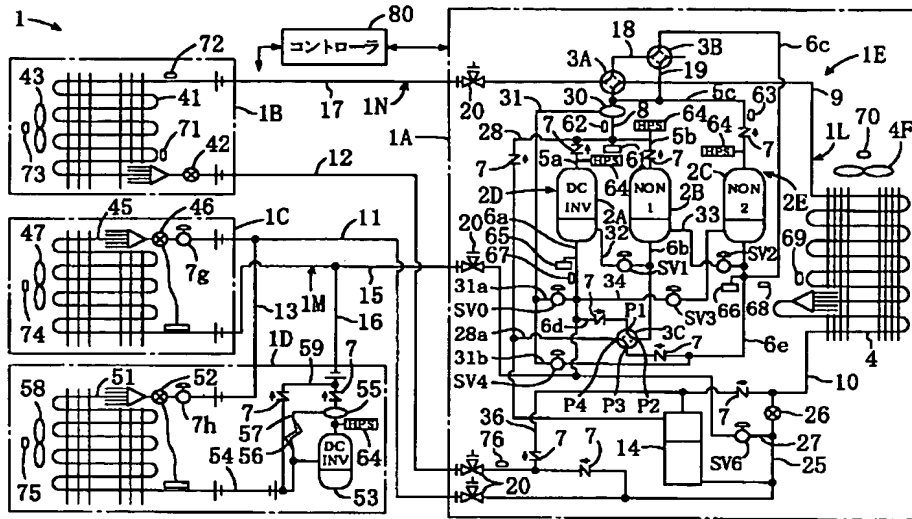 1
80
コントローラ
72
43
41
1B
17
1N
20
71
42
73
12
1A
31
28
18
3A
3B
19
6c
1E
5c
30
62
8
64
HPS
63
64
9
1L
70
4F
7
5b
7
HPS
7
5a
HPS
64
2D
DC
INV
NON
1
2C
NON
2
2E
2A
2B
33
6a
32
6b
65
67
SV1
SV2
69
31a
SV0
7
34
66
68
SV3
6d
P1
3C
28a
7
6e
31b
SV4
P4
P3
P2
4
10
45
46
1C
47
11
7g
20
1M
15
74
13
16
1D
59
7
58
51
52
55
7
7h
57
56
HPS
64
DC
INV
53
54
75
36
76
7
7
20
14
7
26
27
SV6
25